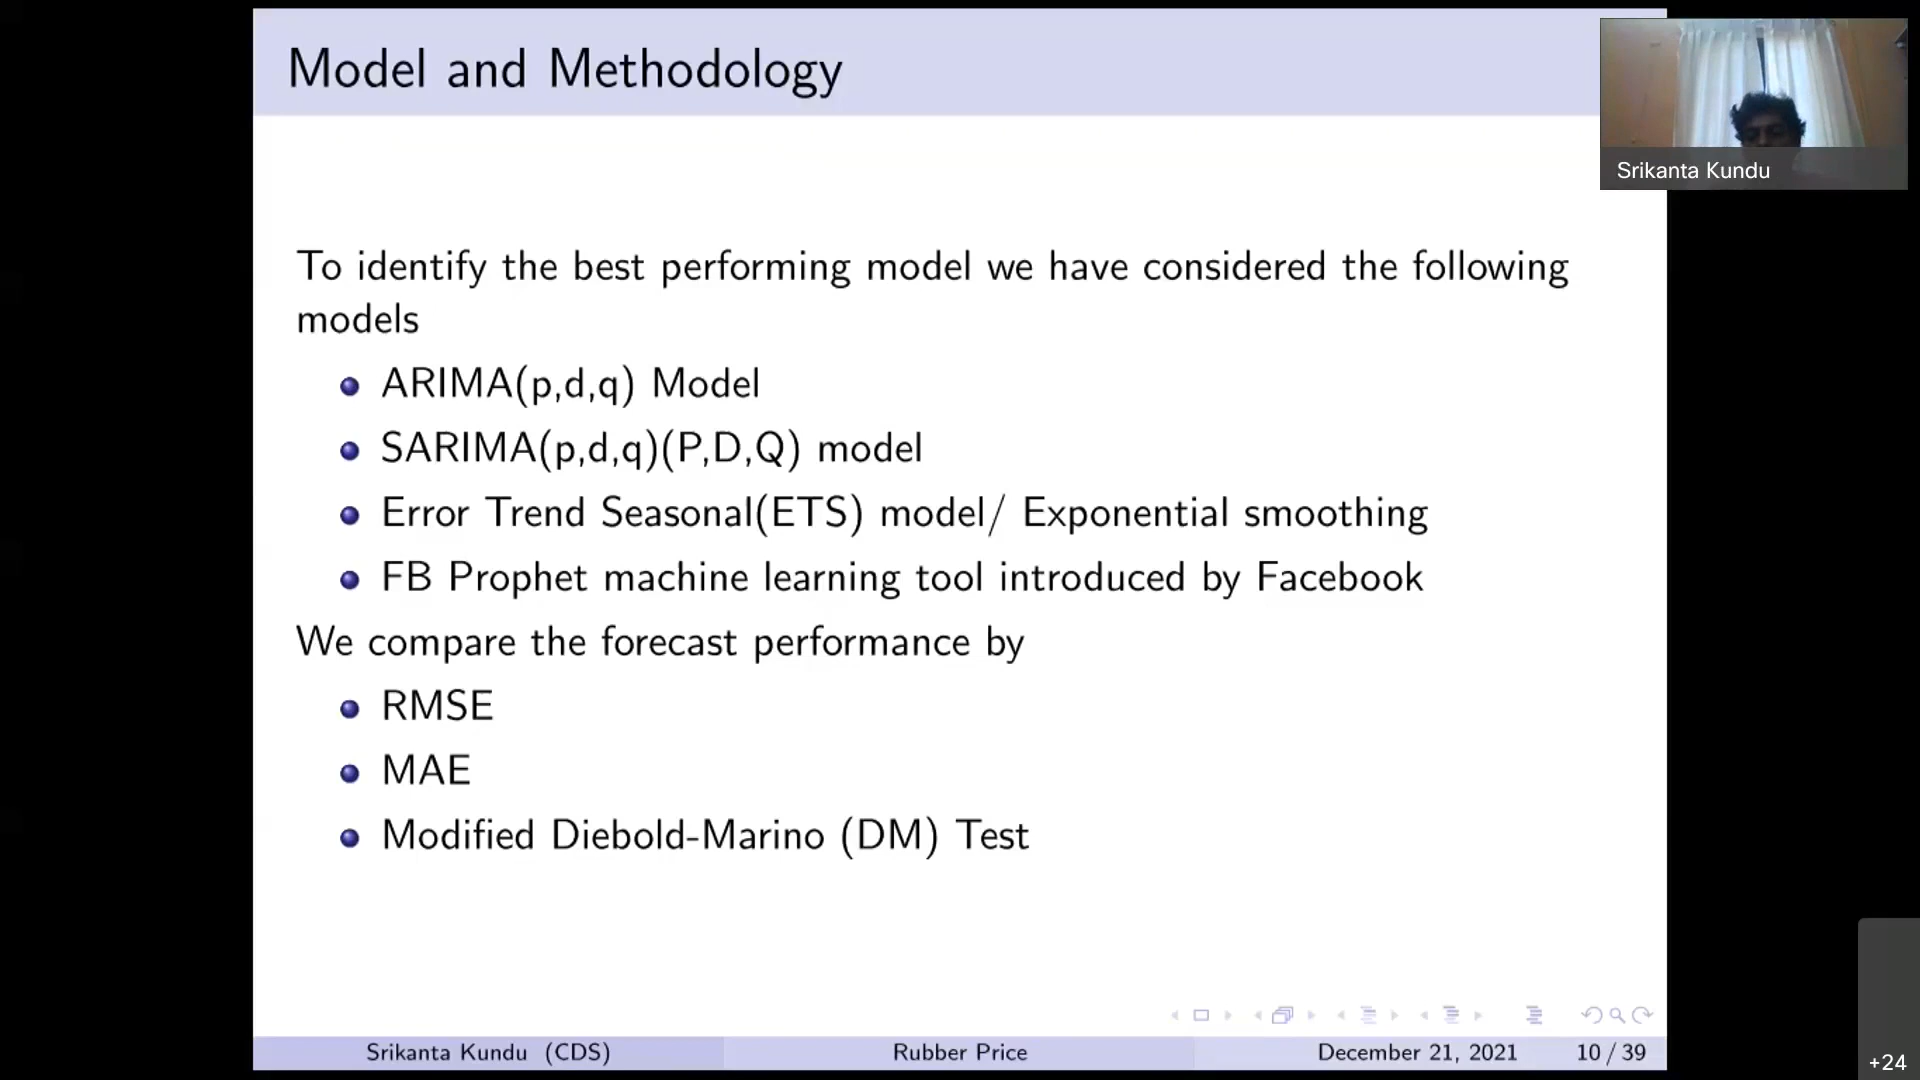 Model and Methodology
Srikanta Kundu
To identify the best performing model we have considered the following
models
ARIMA(p,d,q) Model
SARIMA(p,d,q)(P,D,Q) model
Error Trend Seasonal(ETS) model/ Exponential smoothing
FB Prophet machine learning tool introduced by Facebook
We compare the forecast performance by
RMSE
MAE
Modified Diebold-Marino (DM) Test
Srikanta Kundu (CDS) Rubber Price December 21, 2021 10 / 39
+24